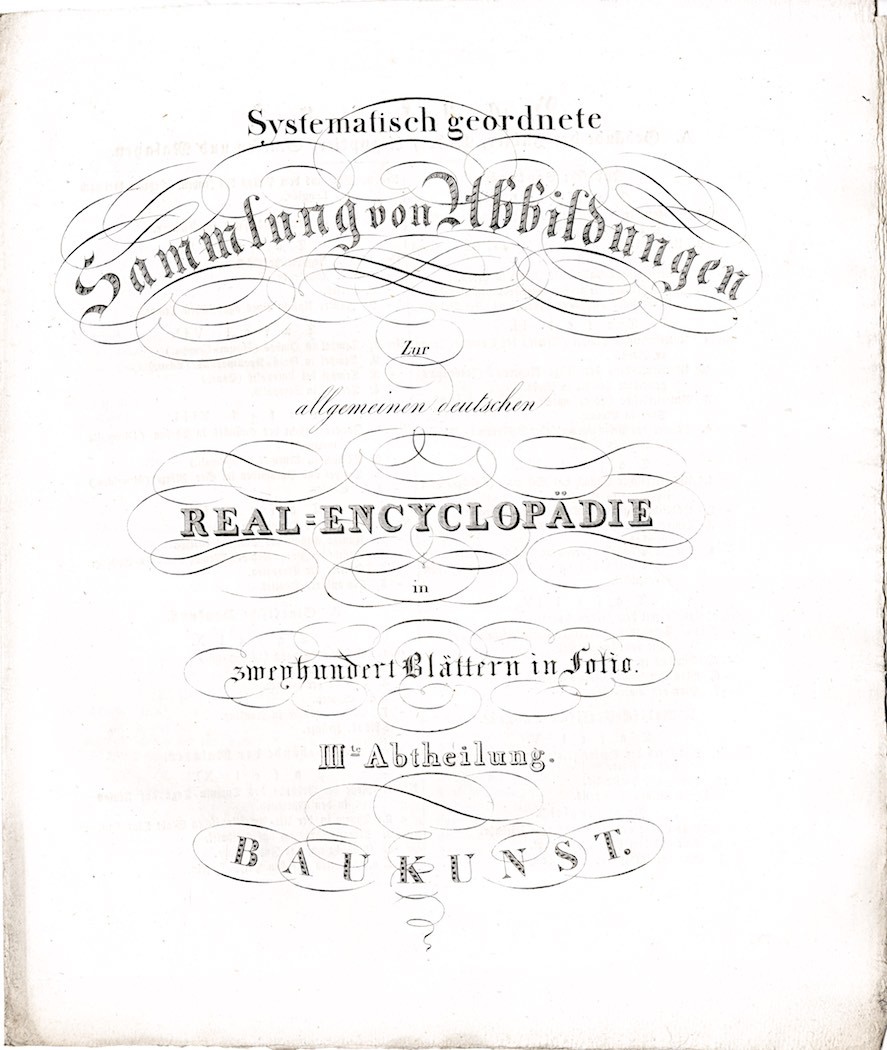 Systematisch geordnete
Sammlung von Abbildungen
Zur
allgemeinen deutschen
REAL=ENCYCLOPÄDIE
in
zweyhundert Blättern in Folio.
IIIte Abtheilung.
BAUKUNST.